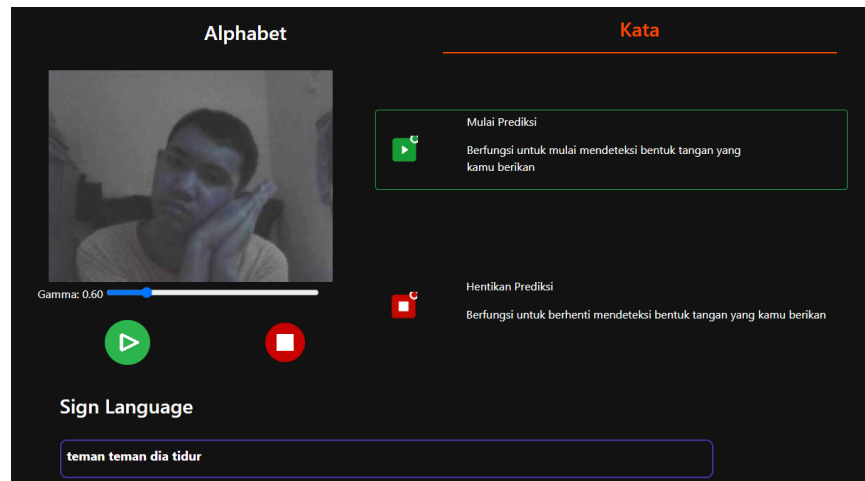 Alphabet
Kata
Mulai Prediksi
Berfungsi untuk mulai mendeteksi bentuk tangan yang
kamu berikan
Gamma: 0.60
Hentikan Prediksi
Berfungsi untuk berhenti mendeteksi bentuk tangan yang kamu berikan
Sign Language
teman teman dia tidur